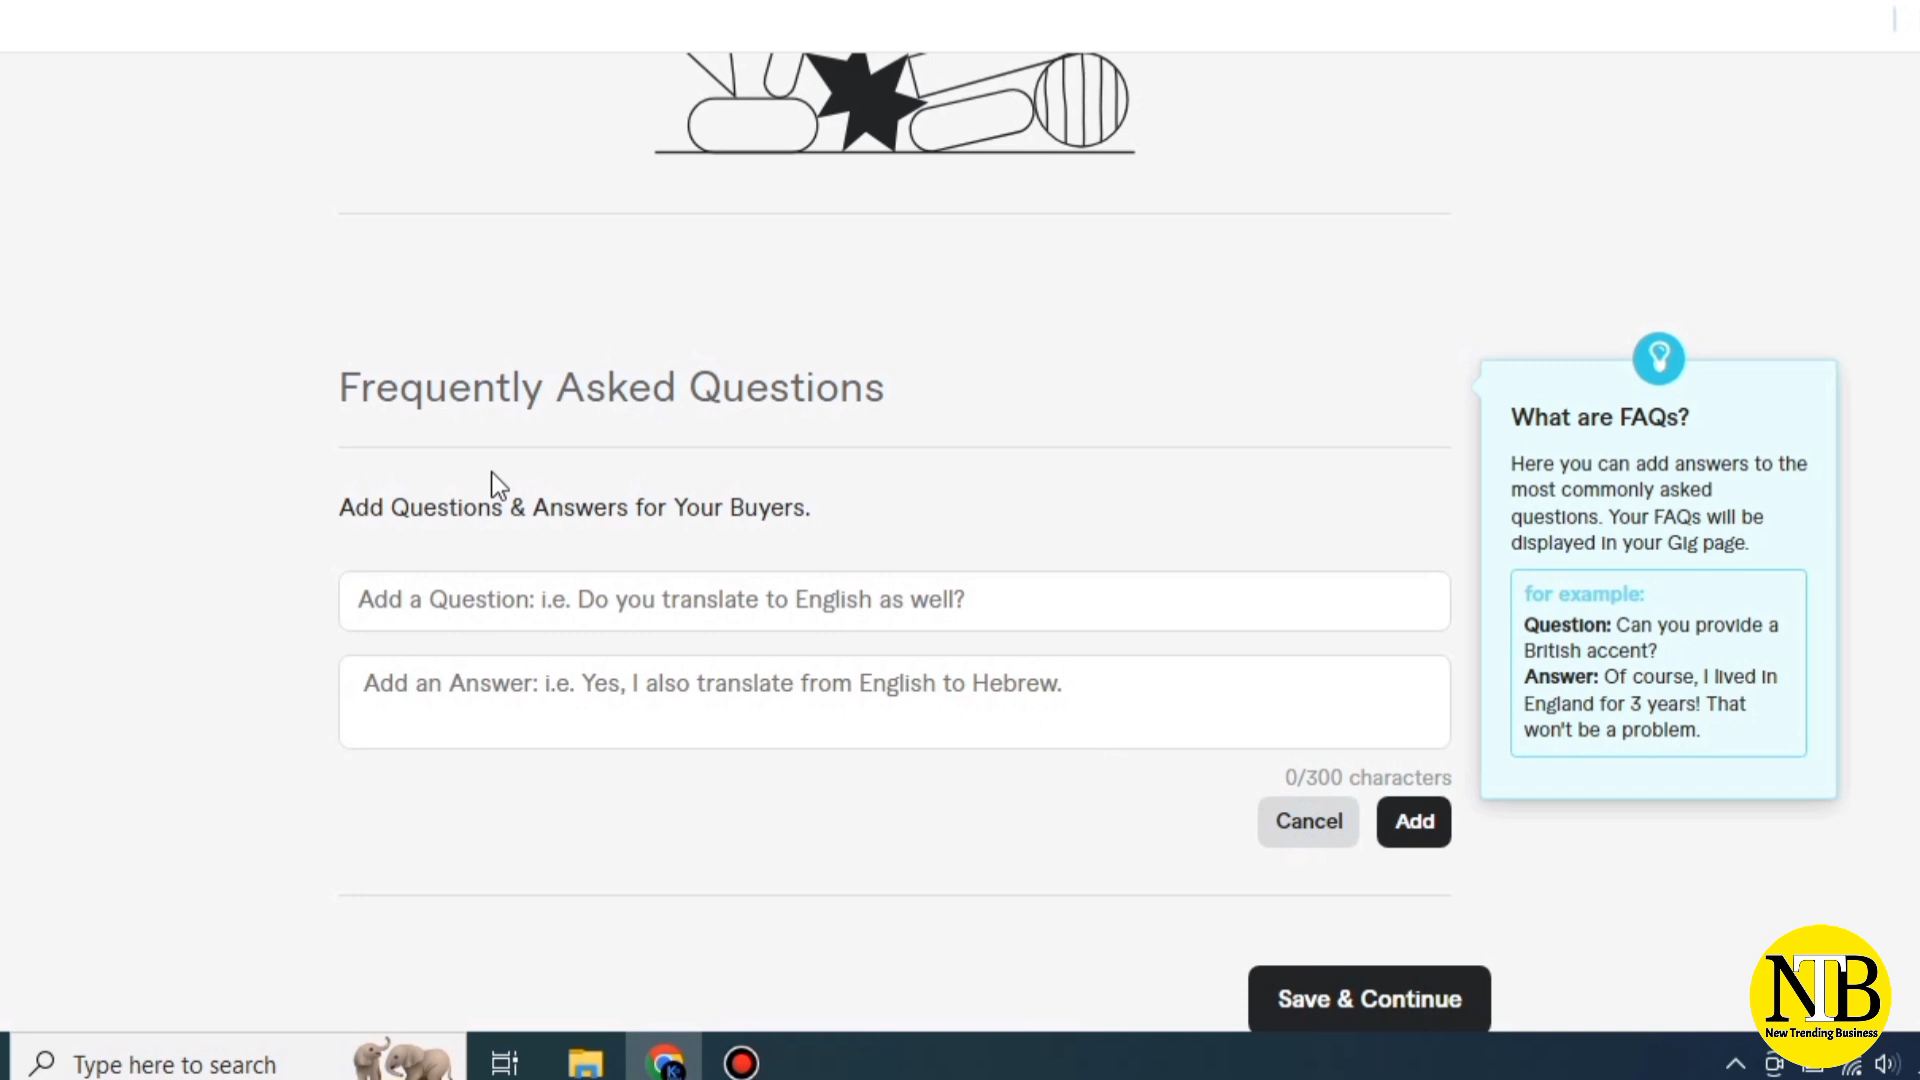 Frequently Asked Questions
Add Questions & Answers for Your Buyers.
Add a Question: i.e. Do you translate to English as well?
Add an Answer: i.e. Yes, I also translate from English to Hebrew.
0/300 characters
Cancel
Add
Save & Continue
What are FAQs?
Here you can add answers to the
most commonly asked
questions. Your FAQs will be
displayed in your Gig page.
for example:
Question: Can you provide a
British accent?
Answer: Of course, I lived in
England for 3 years! That
won't be a problem.
NTB
New Trending Business
Type here to search
K